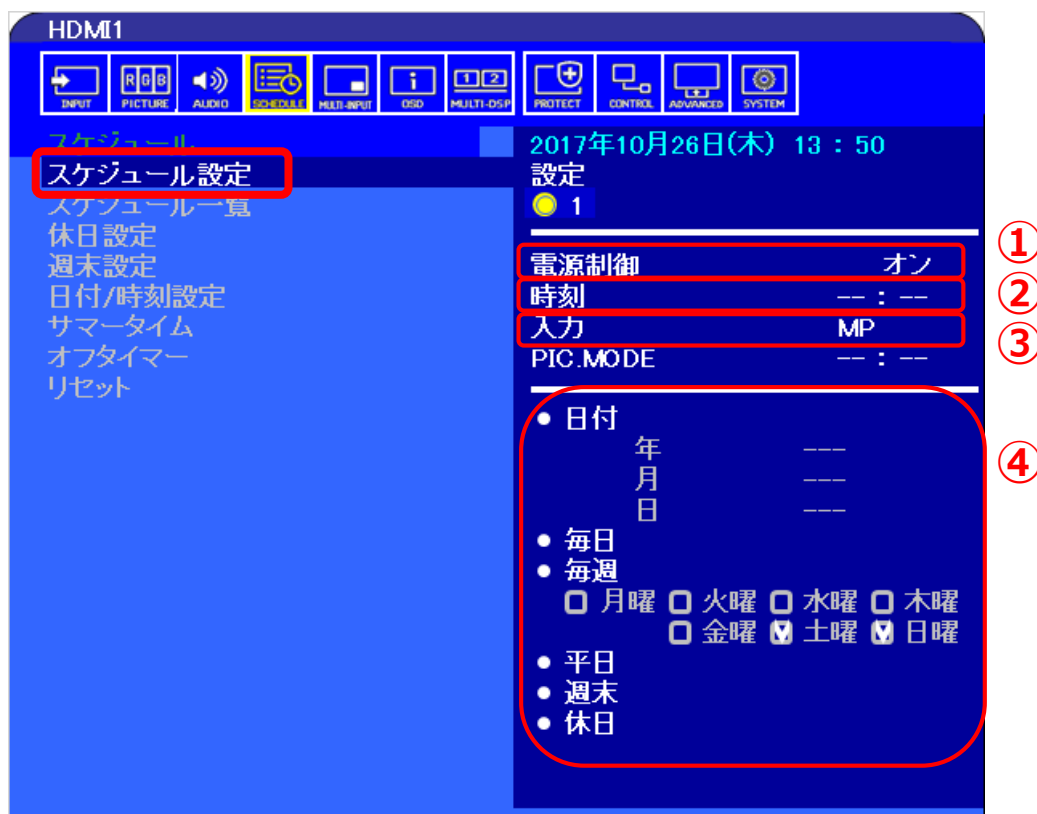 HDMI1
INPUT RGB PICTURE AUDIO SCHEDULE MULTI-INPUT OSD 1 2 MULTI-DSP PROTECT CONTROL ADVANCED SYSTEM
スケジュール
スケジュール設定
スケジュール一覧
休日設定
週末設定
日付/時刻設定
サマータイム
オフタイマー
リセット
2017年10月26日(木) 13 : 50
設定
1
電源制御 オン ①
時刻 -- : -- ②
入力 MP ③
PIC.MODE -- : --
● 日付
年 ---
月 ---
日 ---
④
● 毎日
● 毎週
月曜 火曜 水曜 木曜
金曜 土曜 日曜
● 平日
● 週末
● 休日